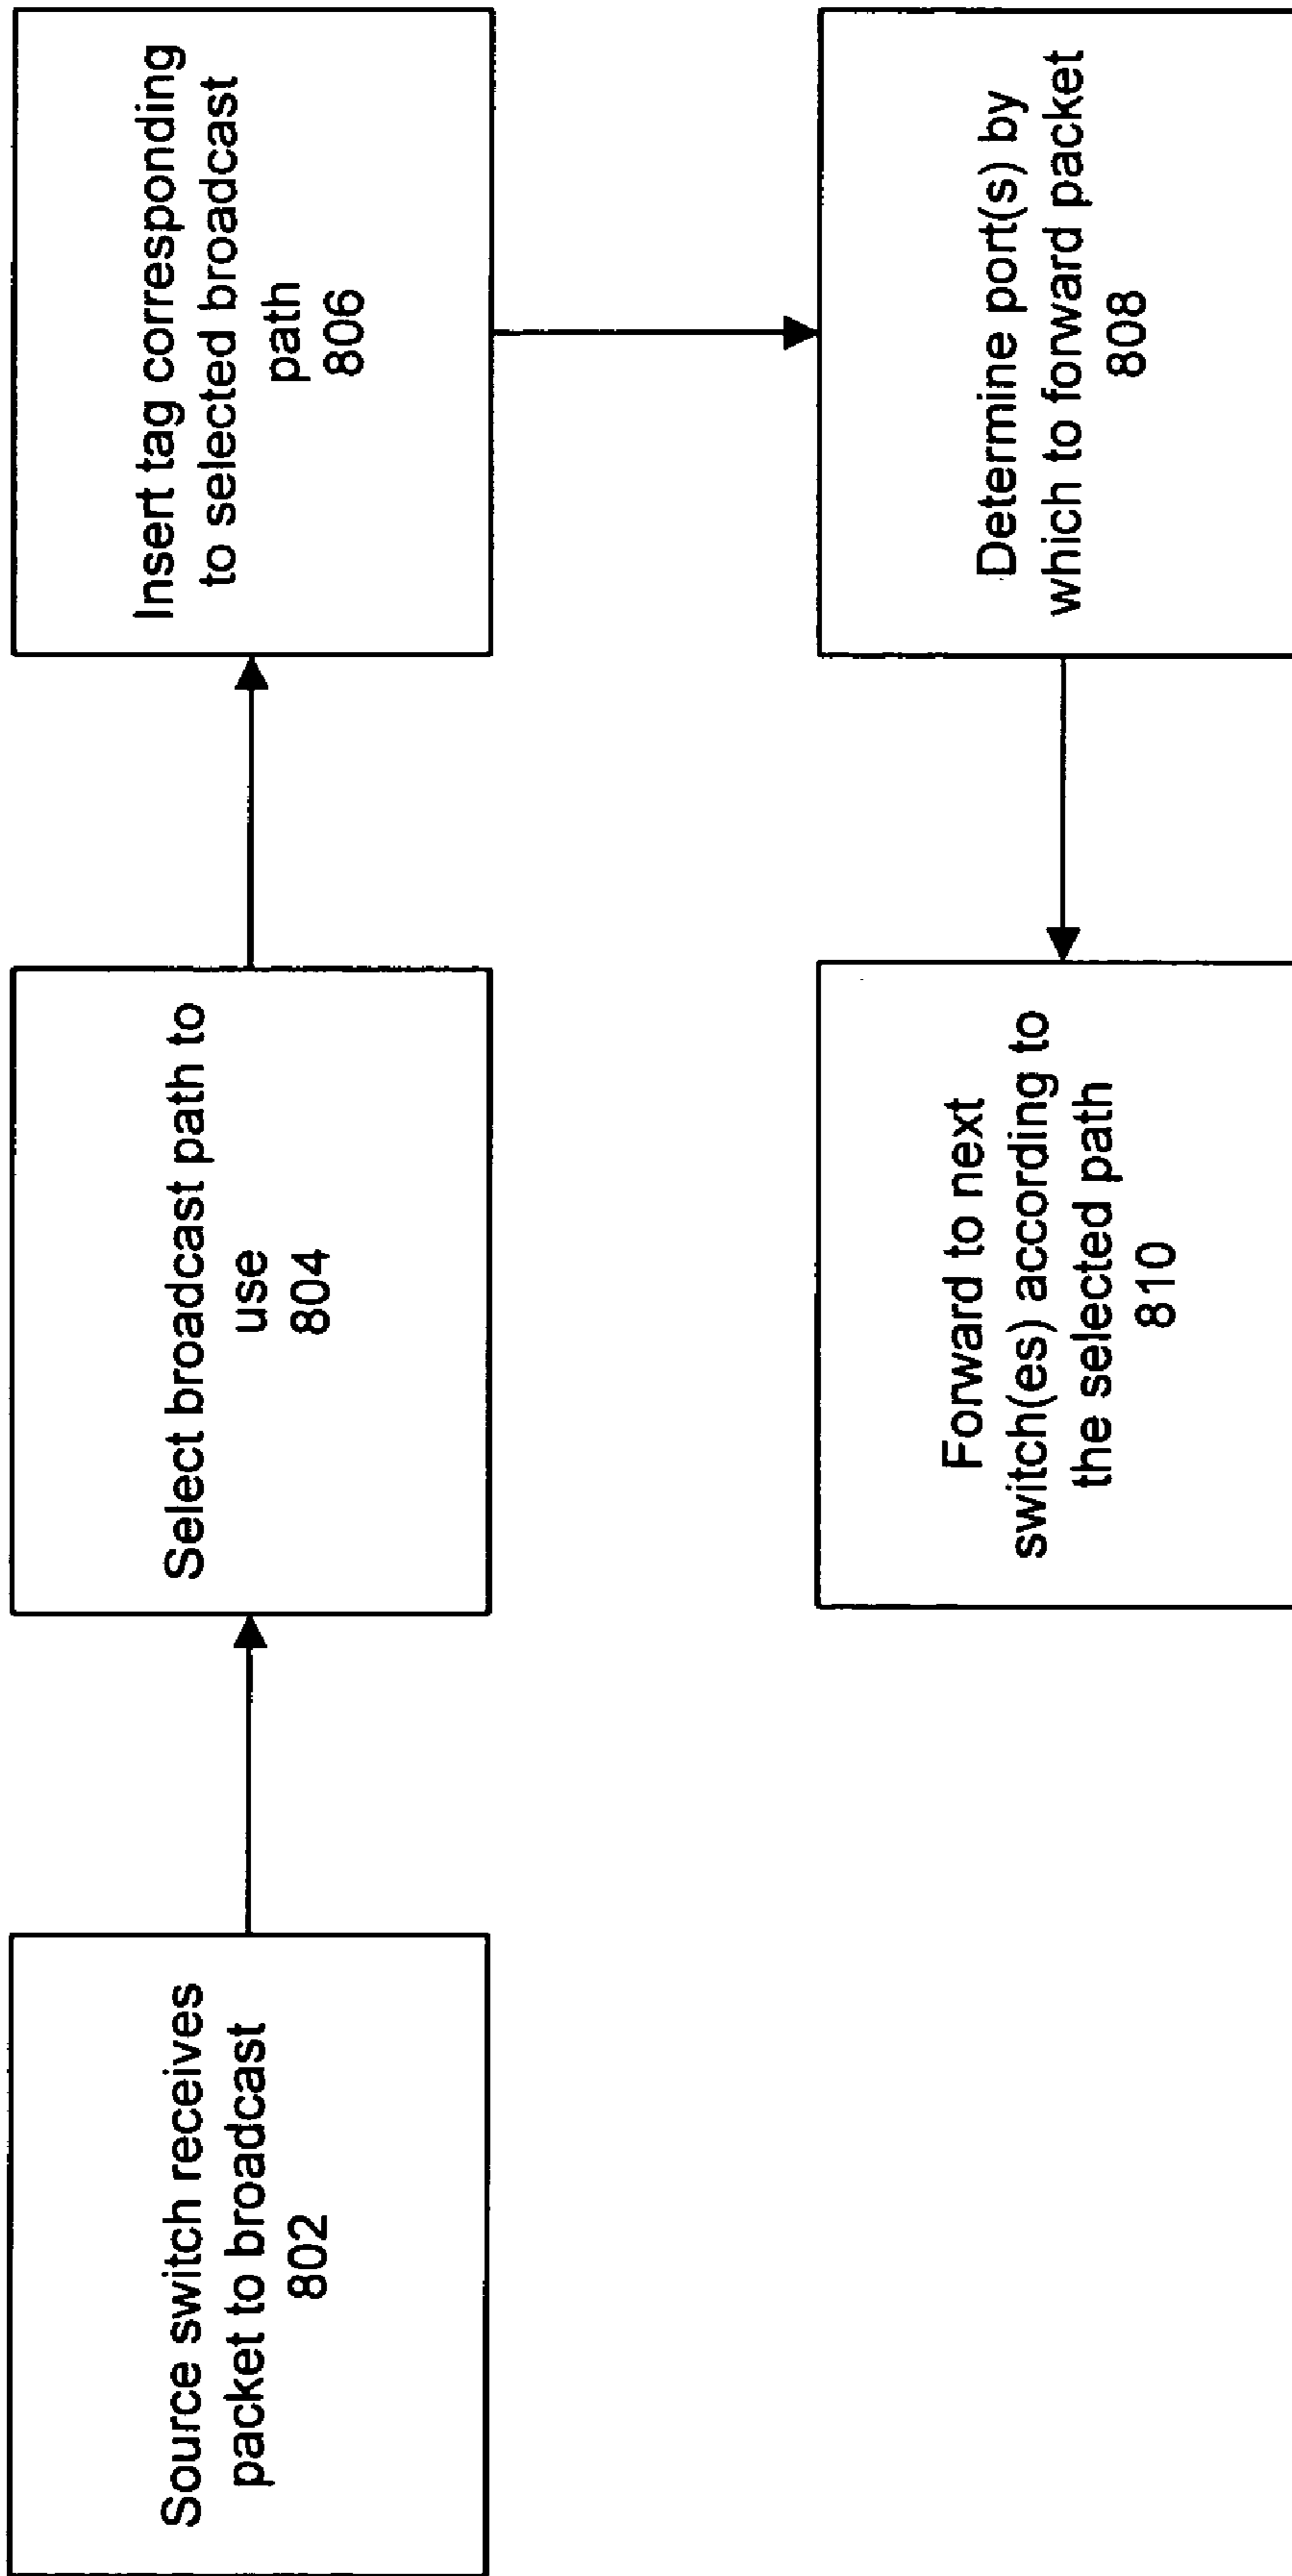 Source switch receives
packet to broadcast
802
Select broadcast path to
use
804
Insert tag corresponding
to selected broadcast
path
806
Determine port(s) by
which to forward packet
808
Forward to next
switch(es) according to
the selected path
810